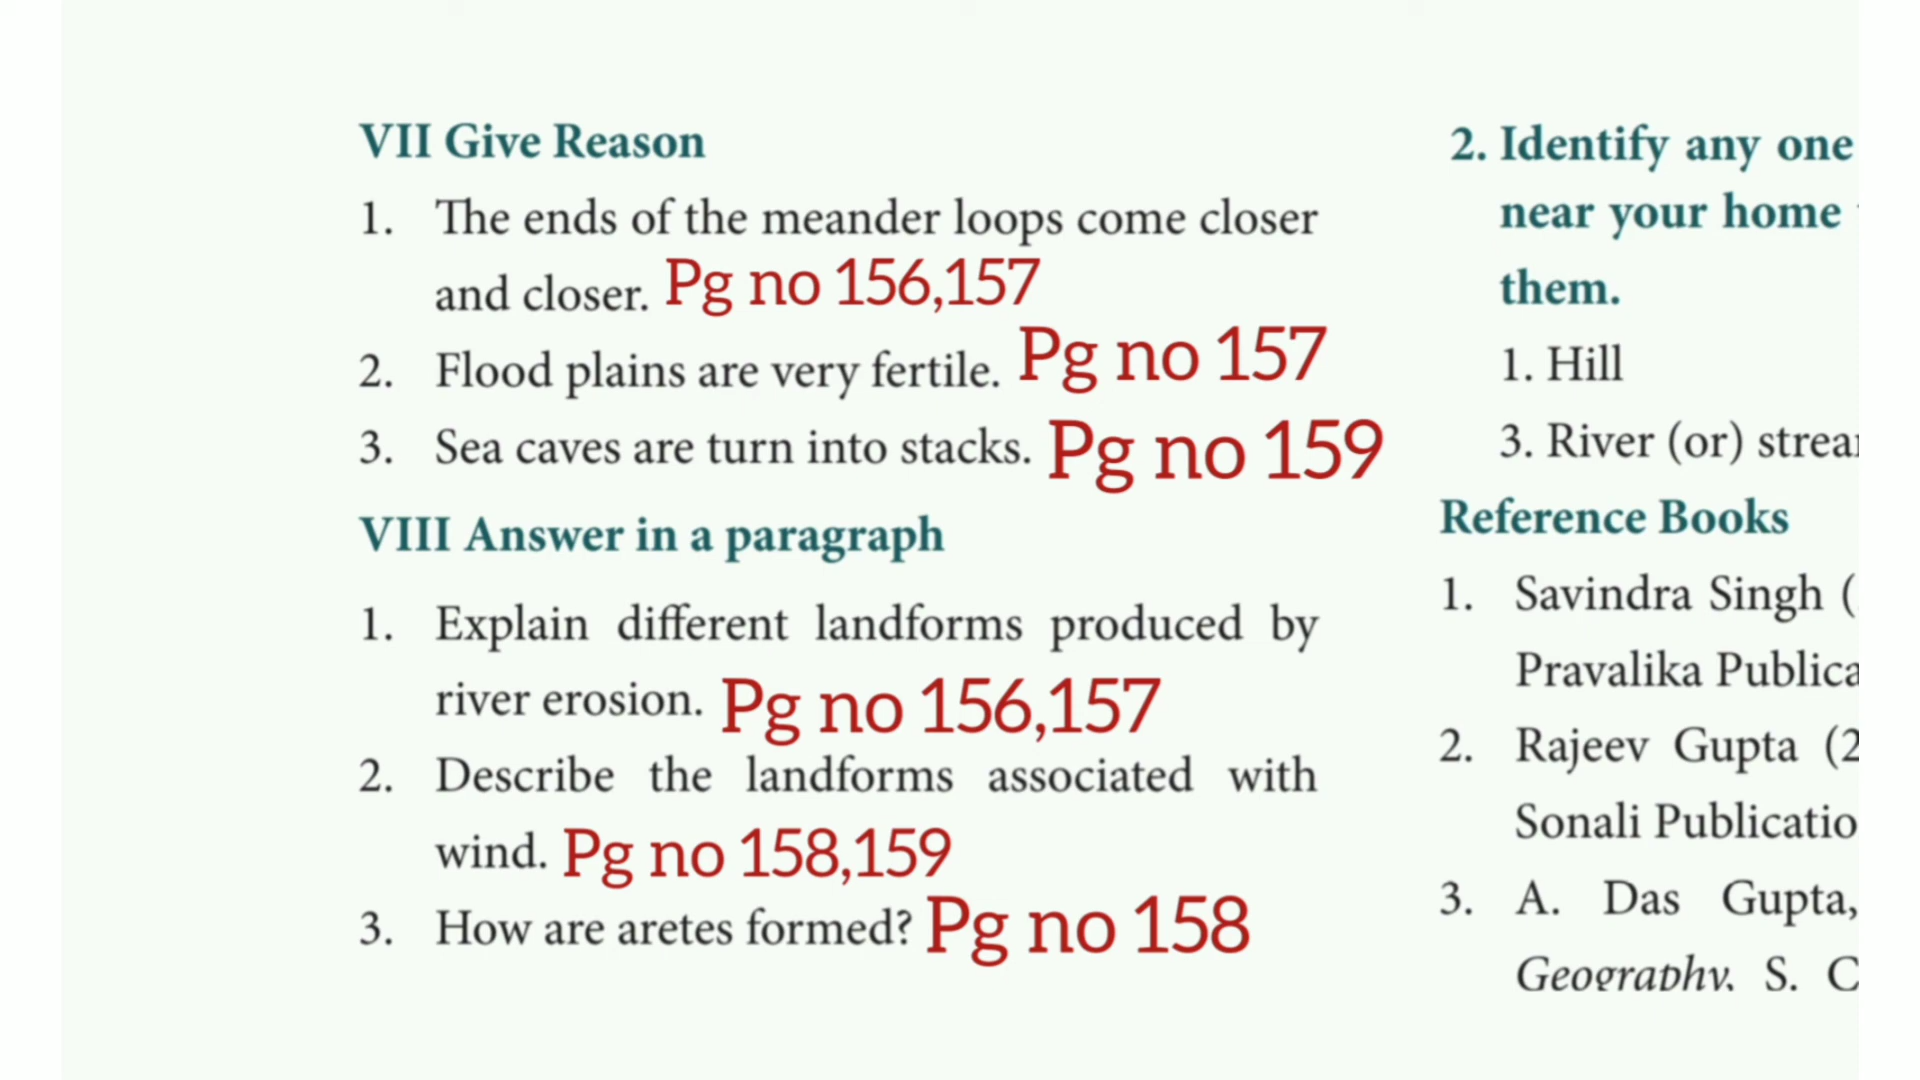 VII Give Reason
1. The ends of the meander loops come closer
and closer. Pg no 156,157
2. Flood plains are very fertile. Pg no 157
3. Sea caves are turn into stacks. Pg no 159
VIII Answer in a paragraph
1. Explain different landforms produced by
river erosion. Pg no 156,157
2. Describe the landforms associated with
wind. Pg no 158,159
3. How are aretes formed? Pg no 158
2. Identify any one
near your home
them.
1. Hill
3. River (or)
Reference Books
1. Savindra Singh (
Pravalika
2. Rajeev Gupta (2
Sonali
3. A. Das Gupta,
Geography, S. C